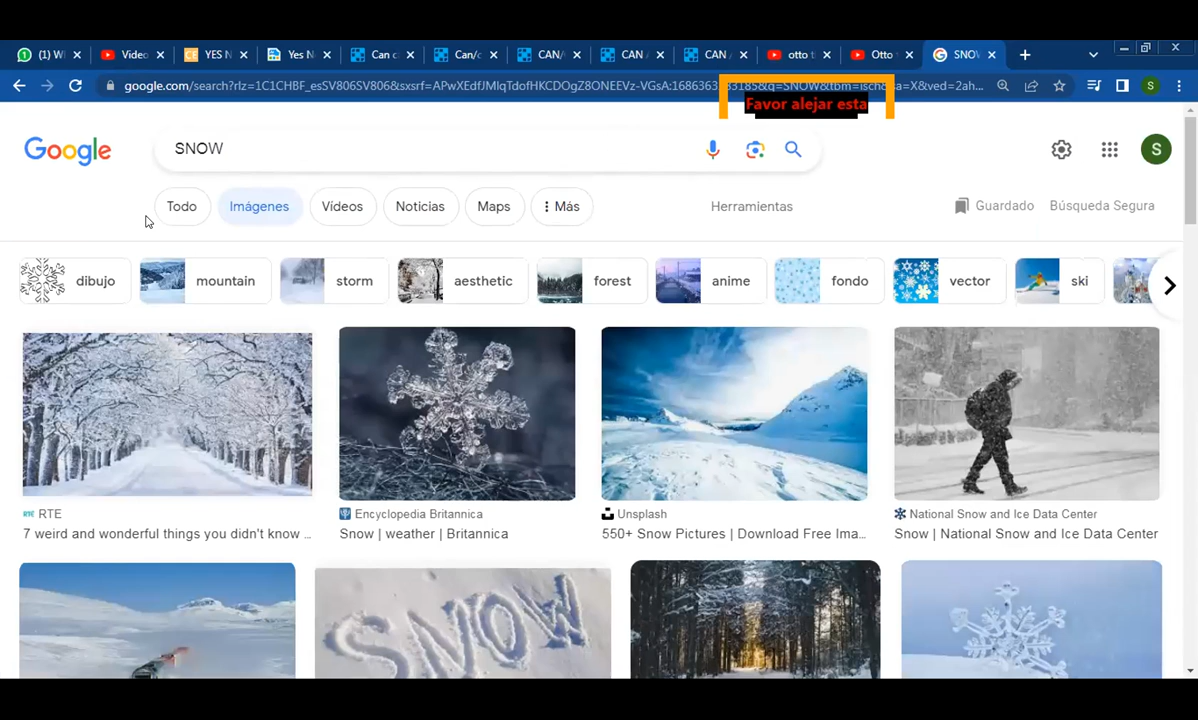 (1) W
Video
YES N
Yes N
Can c
Can/c
CAN/
CAN
CAN
otto t
Otto
SNOW
google.com/search?rlz=1C1CHBF_esSV806SV806&sxsrf=APwXEdfJMlqTdofHKCDOgZ8ONEEVz-VGsA:168636
S
Favor alejar esta
Google
SNOW
S
Todo
Imágenes
Vídeos
Noticias
Maps
Más
Herramientas
Guardado
Búsqueda Segura
dibujo
mountain
storm
aesthetic
forest
anime
fondo
vector
ski
RTE
Encyclopedia Britannica
Unsplash
National Snow and Ice Data Center
7 weird and wonderful things you didn't know ...
Snow | weather | Britannica
550+ Snow Pictures | Download Free Ima...
Snow | National Snow and Ice Data Center
SNOW